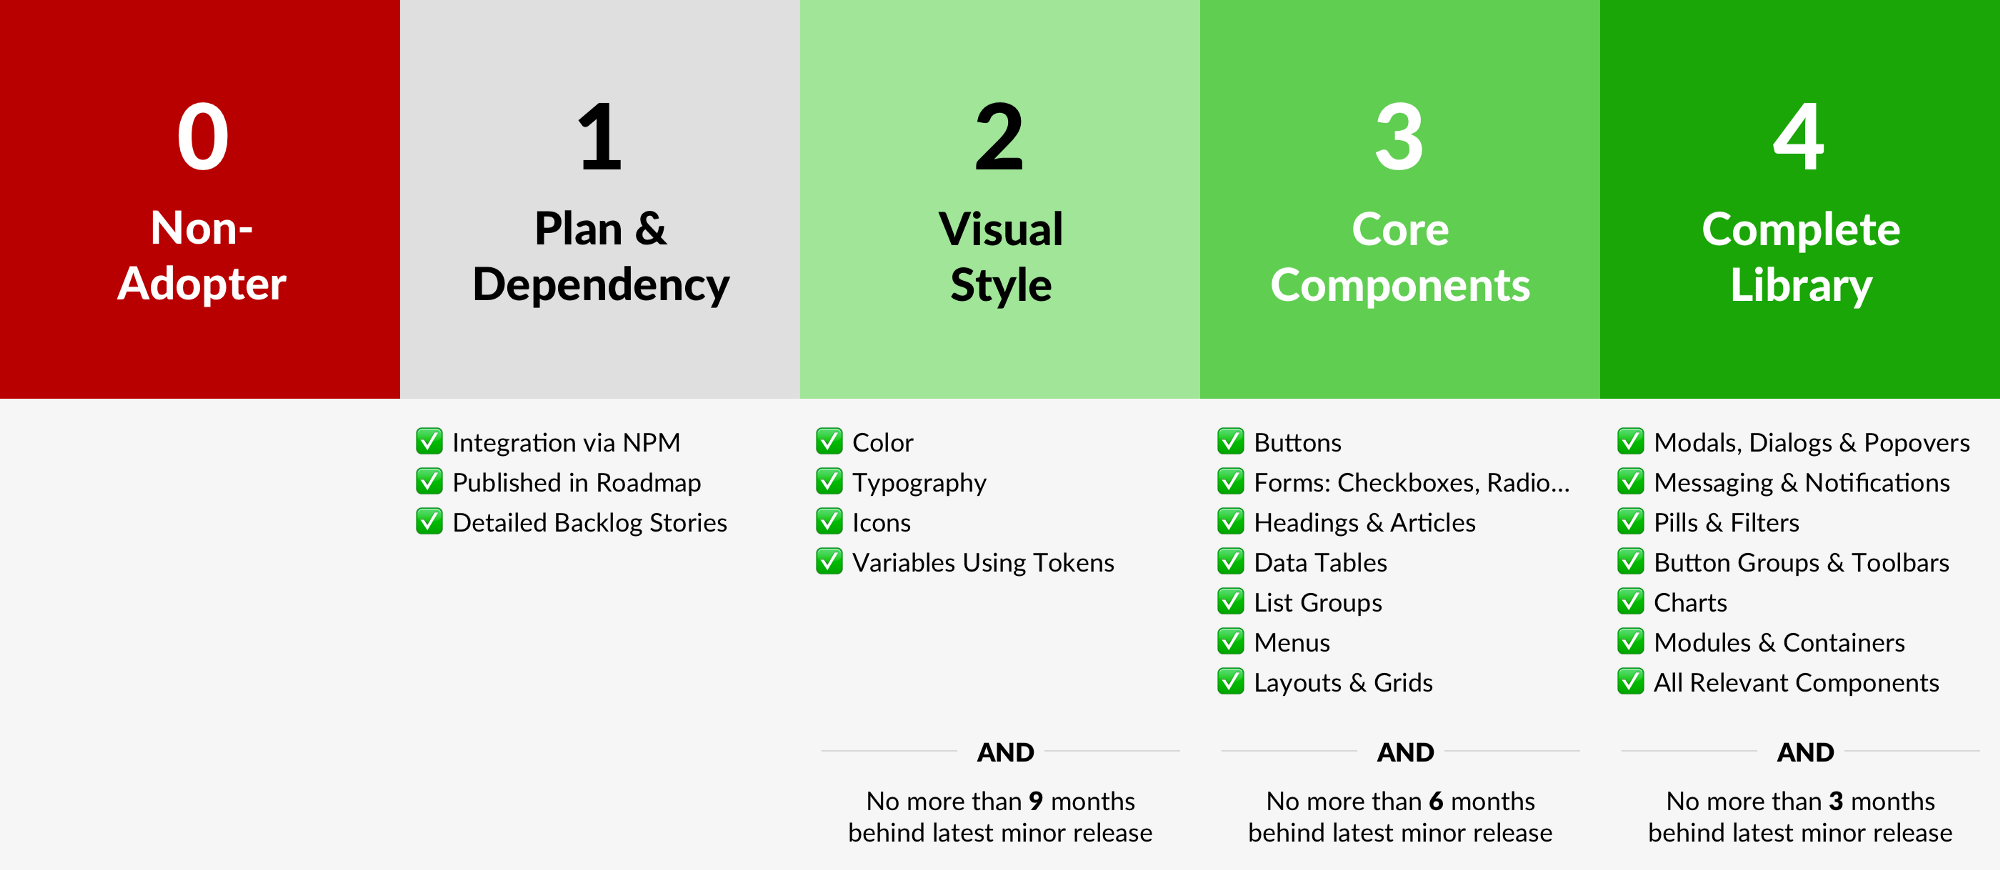 0
Non-
Adopter
1
Plan &
Dependency
Integration via NPM
Published in Roadmap
Detailed Backlog Stories
2
Visual
Style
Color
Typography
Icons
Variables Using Tokens
AND
No more than 9 months
behind latest minor release
3
Core
Components
Buttons
Forms: Checkboxes, Radio...
Headings & Articles
Data Tables
List Groups
Menus
Layouts & Grids
AND
No more than 6 months
behind latest minor release
4
Complete
Library
Modals, Dialogs & Popovers
Messaging & Notifications
Pills & Filters
Button Groups & Toolbars
Charts
Modules & Containers
All Relevant Components
AND
No more than 3 months
behind latest minor release